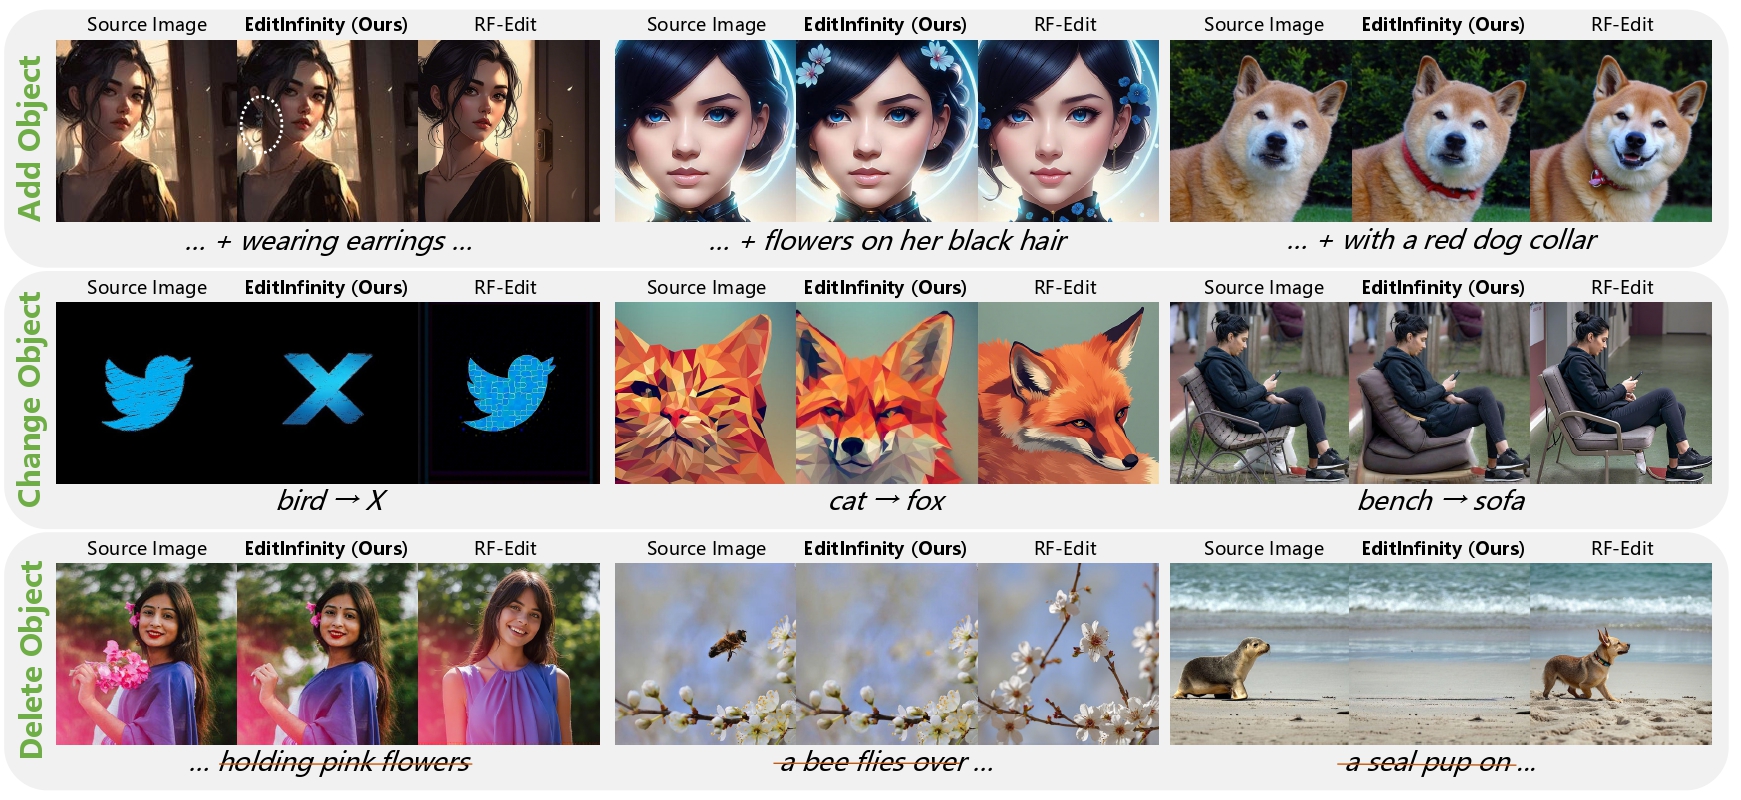 Source Image EditInfinity (Ours) RF-Edit Source Image EditInfinity (Ours) RF-Edit Source Image EditInfinity (Ours) RF-Edit
Add Object
... + wearing earrings ... ... + flowers on her black hair ... + with a red dog collar
Source Image EditInfinity (Ours) RF-Edit Source Image EditInfinity (Ours) RF-Edit Source Image EditInfinity (Ours) RF-Edit
Change Object
bird → X cat → fox bench → sofa
Source Image EditInfinity (Ours) RF-Edit Source Image EditInfinity (Ours) RF-Edit Source Image EditInfinity (Ours) RF-Edit
Delete Object
... holding pink flowers a bee flies over ... a seal pup on ...